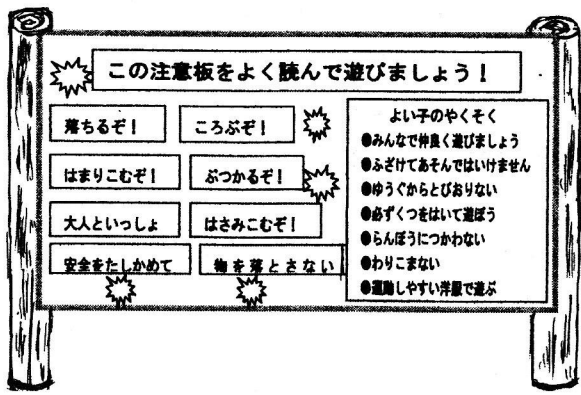 この注意板をよく読んで遊びましょう！
落ちるぞ！
ころぶぞ！
はまりこむぞ！
ぶつかるぞ！
大人といっしょ
はさみこむぞ！
安全をたしかめて
物を落とさない
よい子のやくそく
●みんなで仲良く遊びましょう
●ふざけてあそんではいけません
●ゆうぐからとびおりない
●必ずくつをはいて遊ぼう
●らんぼうにつかわない
●わりこまない
●運動しやすい洋服で遊ぶ